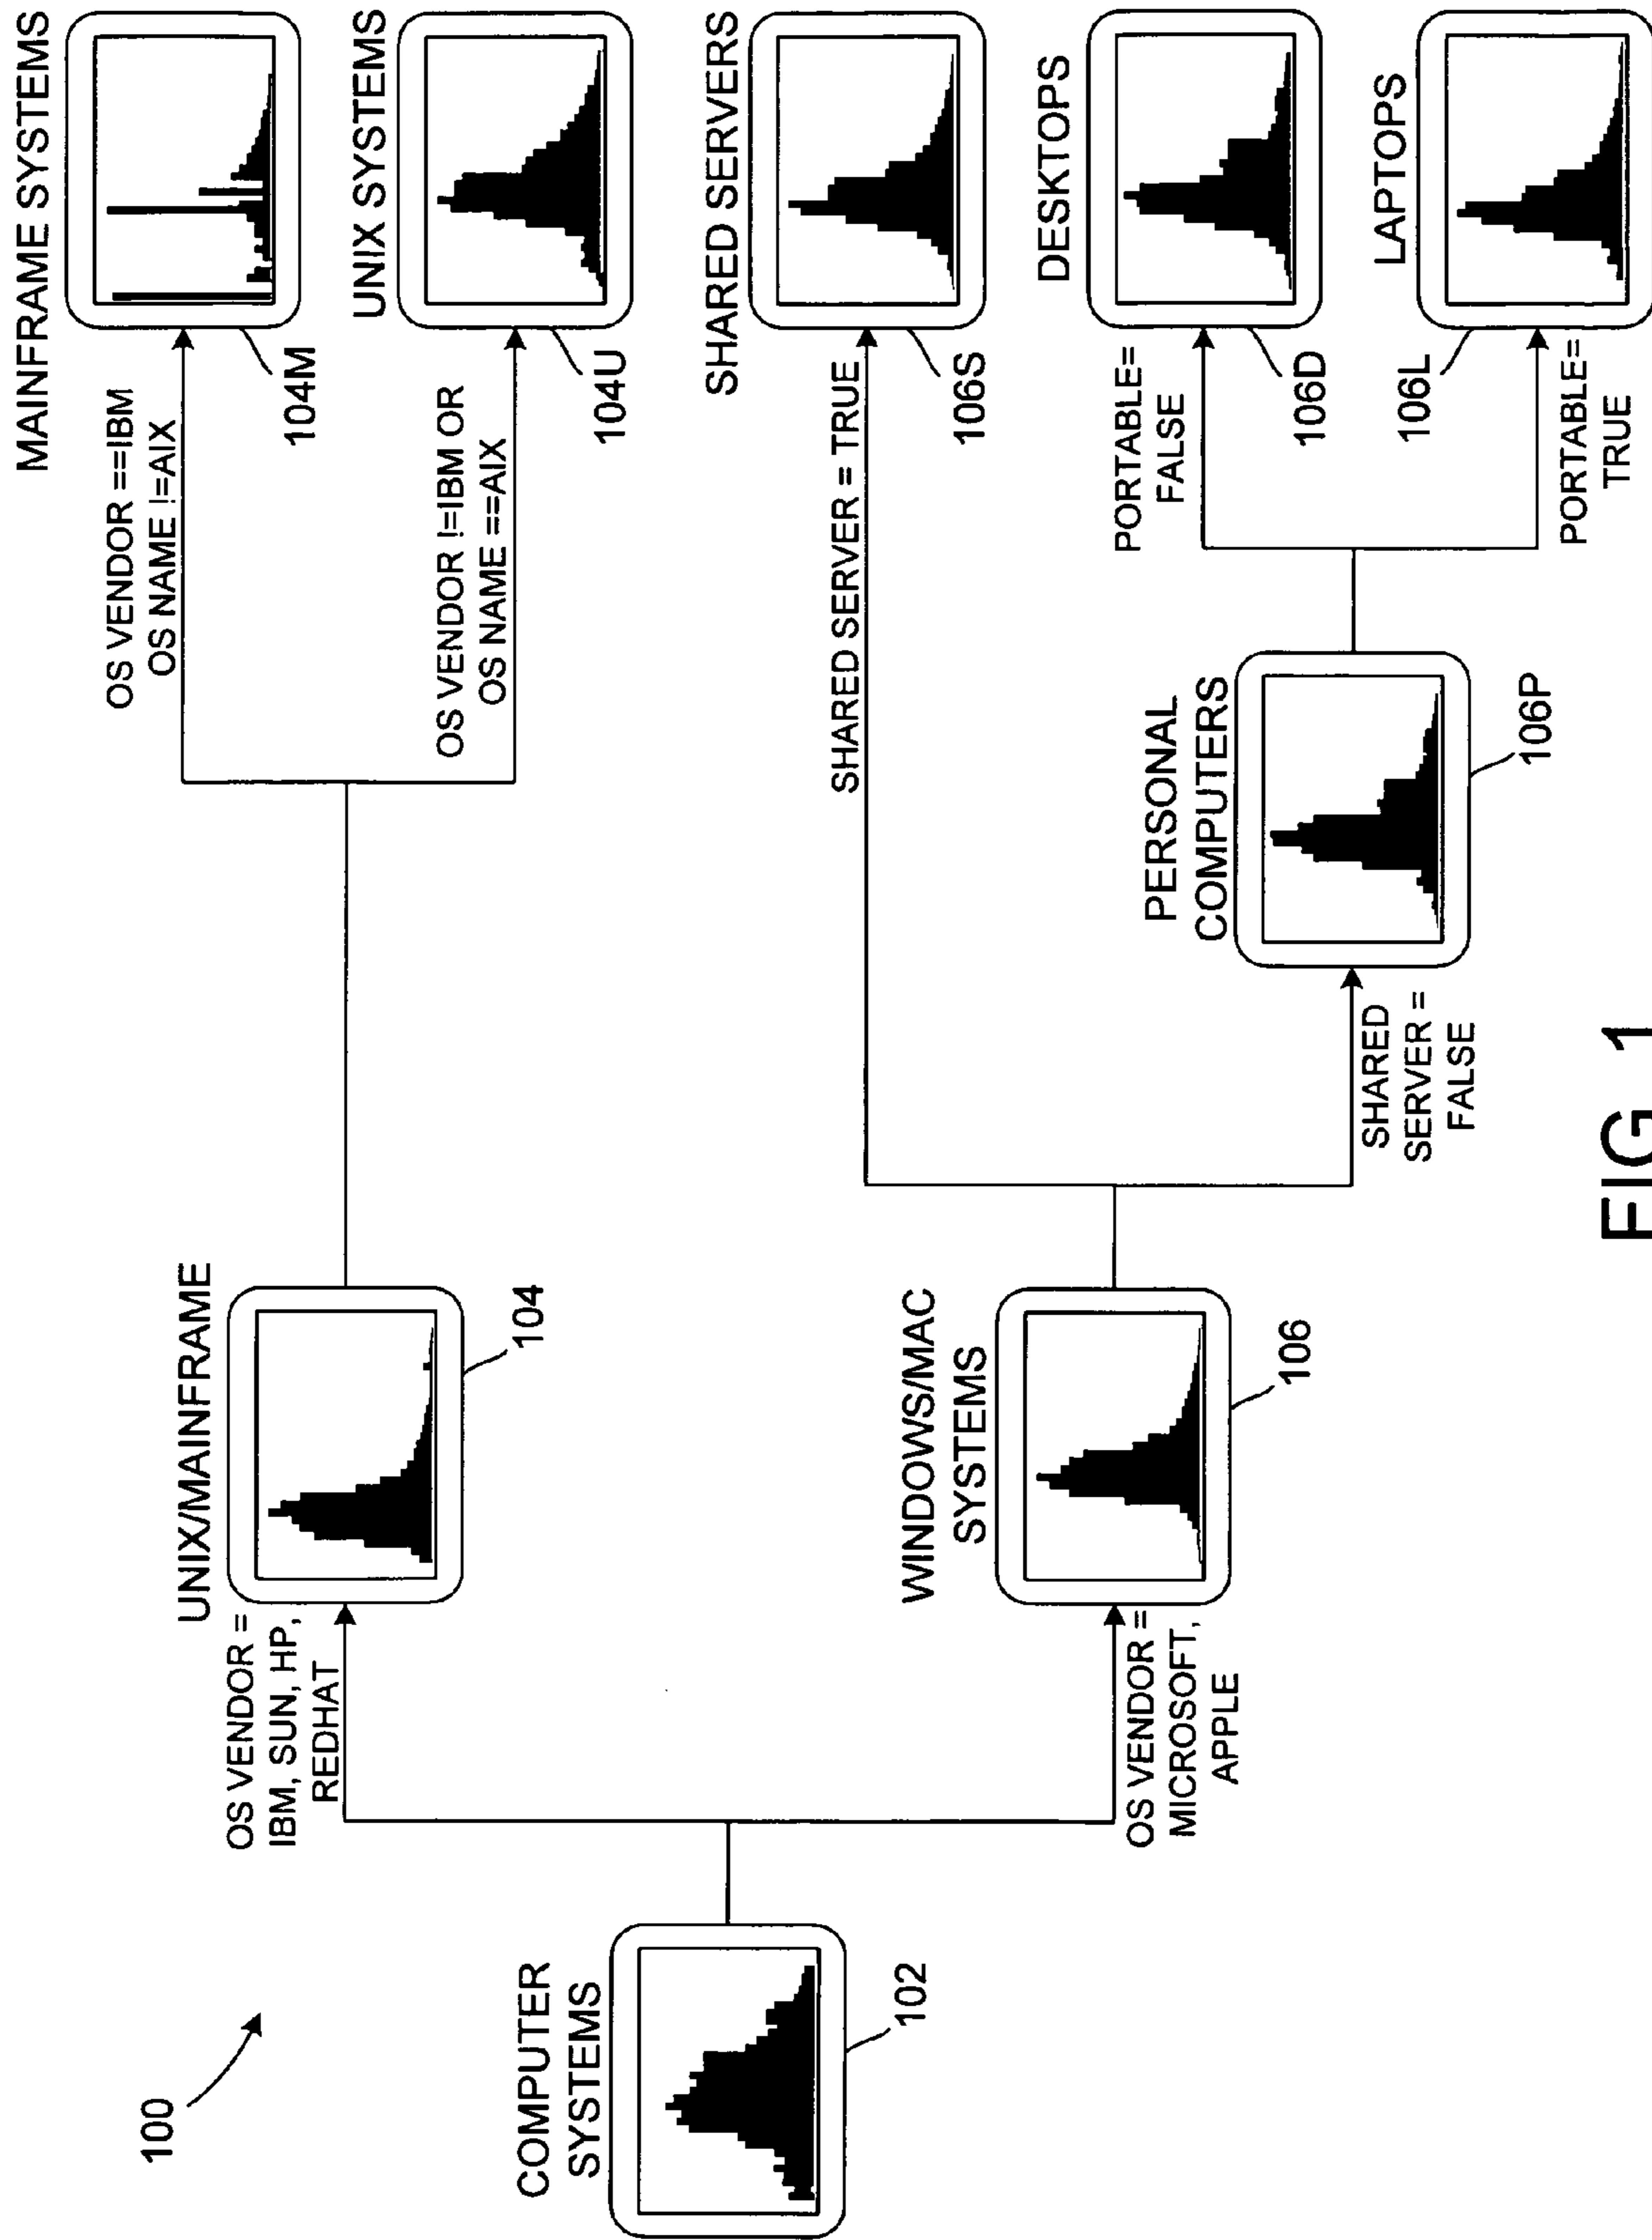 100
COMPUTER
SYSTEMS
102
OS VENDOR =
IBM, SUN, HP,
REDHAT
UNIX/MAINFRAME
104
OS VENDOR =
MICROSOFT,
APPLE
WINDOWS/MAC
SYSTEMS
106
OS VENDOR ==IBM
OS NAME !=AIX
MAINFRAME SYSTEMS
104M
OS VENDOR !=IBM OR
OS NAME ==AIX
UNIX SYSTEMS
104U
SHARED SERVER = TRUE
SHARED SERVERS
106S
SHARED
SERVER =
FALSE
PERSONAL
COMPUTERS
106P
PORTABLE=
FALSE
DESKTOPS
106D
PORTABLE=
TRUE
LAPTOPS
106L
FIG. 1